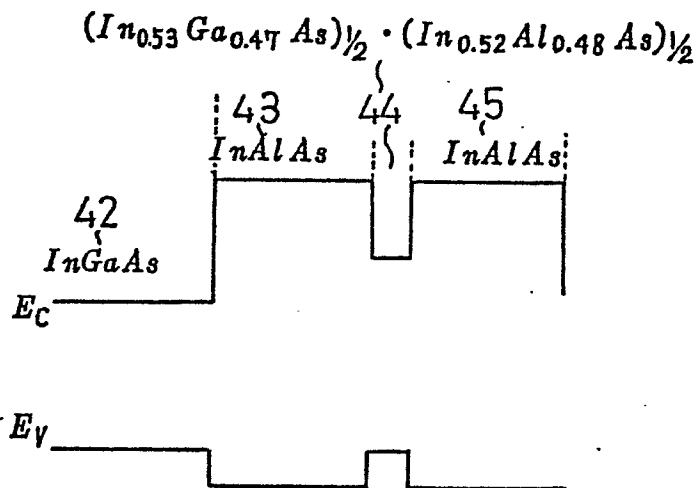 (In0.53 Ga0.47 As)1/2 · (In0.52 Al0.48 As)1/2
43 44 45
InAlAs InAlAs
42
InGaAs
EC
EV